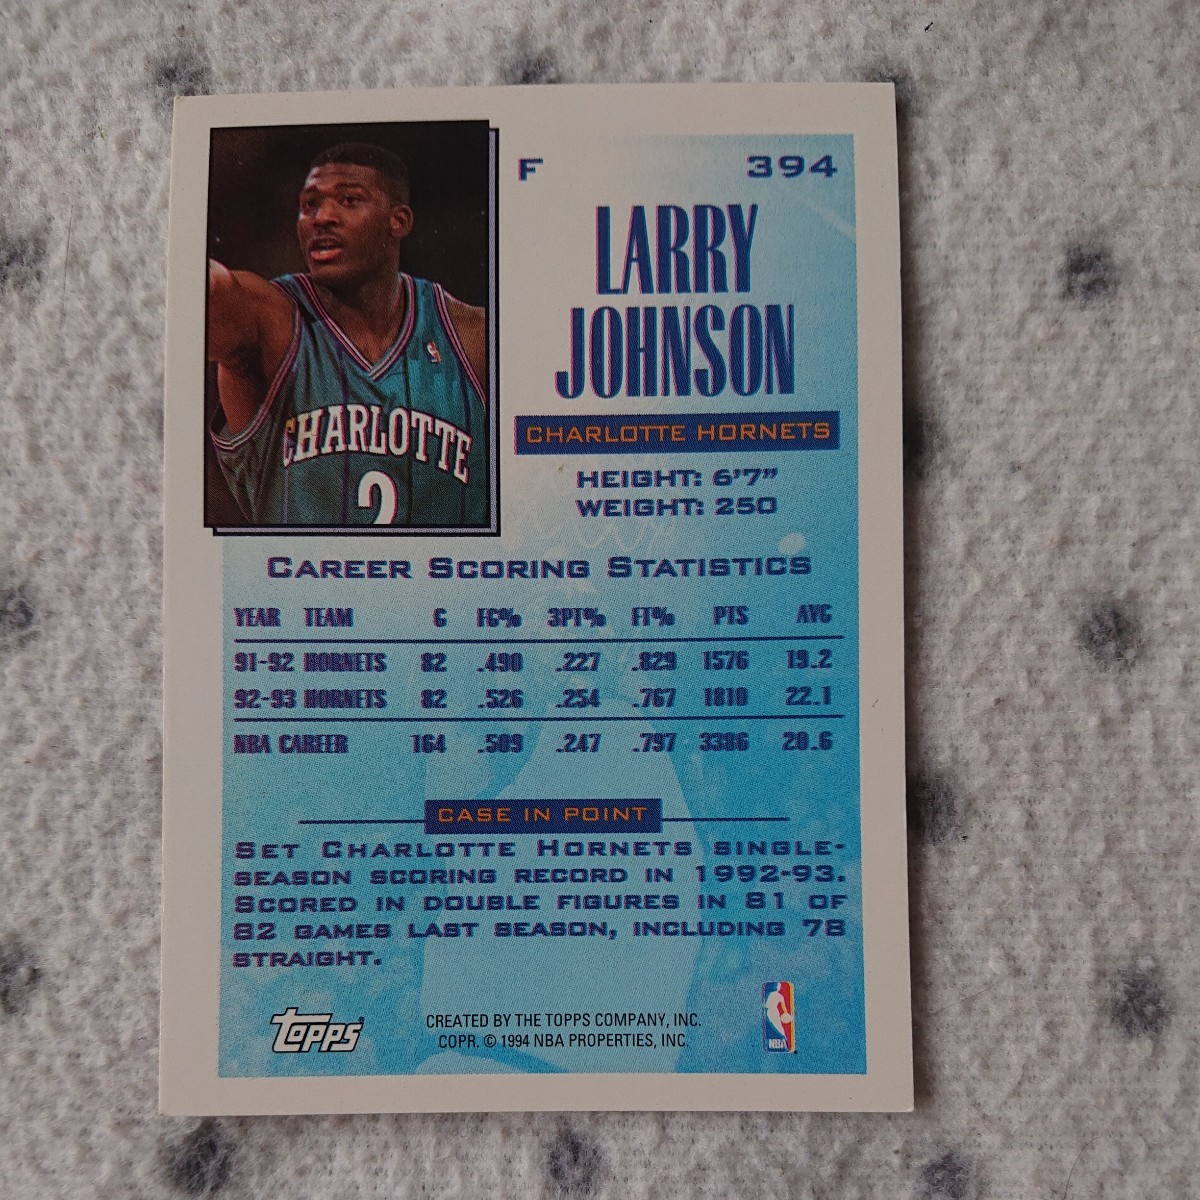 F 394
LARRY
JOHNSON
CHARLOTTE HORNETS
HEIGHT: 6'7"
WEIGHT: 250
CHARLOTTE
2
CAREER SCORING STATISTICS
YEAR TEAM G FG% 3PT% FT% PTS AVG
91-92 HORNETS 82 .490 .227 .829 1576 19.2
92-93 HORNETS 82 .526 .254 .767 1810 22.1
NBA CAREER 164 .509 .247 .797 3386 20.6
CASE IN POINT
SET CHARLOTTE HORNETS SINGLE-
SEASON SCORING RECORD IN 1992-93.
SCORED IN DOUBLE FIGURES IN 81 OF
82 GAMES LAST SEASON, INCLUDING 78
STRAIGHT.
TOPPS®
CREATED BY THE TOPPS COMPANY, INC.
COPR. © 1994 NBA PROPERTIES, INC.
NBA